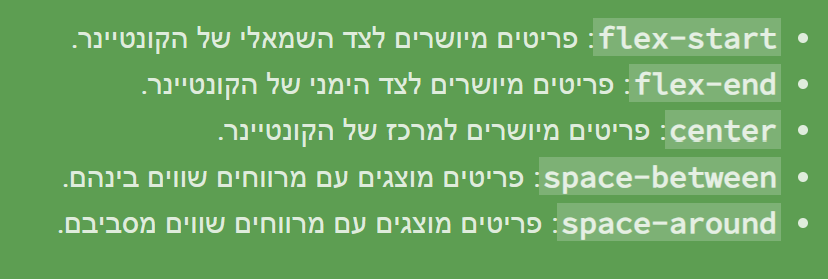 flex-start: פריטים מיושרים לצד השמאלי של הקונטיינר.
flex-end: פריטים מיושרים לצד הימני של הקונטיינר.
center: פריטים מיושרים למרכז של הקונטיינר.
space-between: פריטים מוצגים עם מרווחים שווים בינהם.
space-around: פריטים מוצגים עם מרווחים שווים מסביבם.